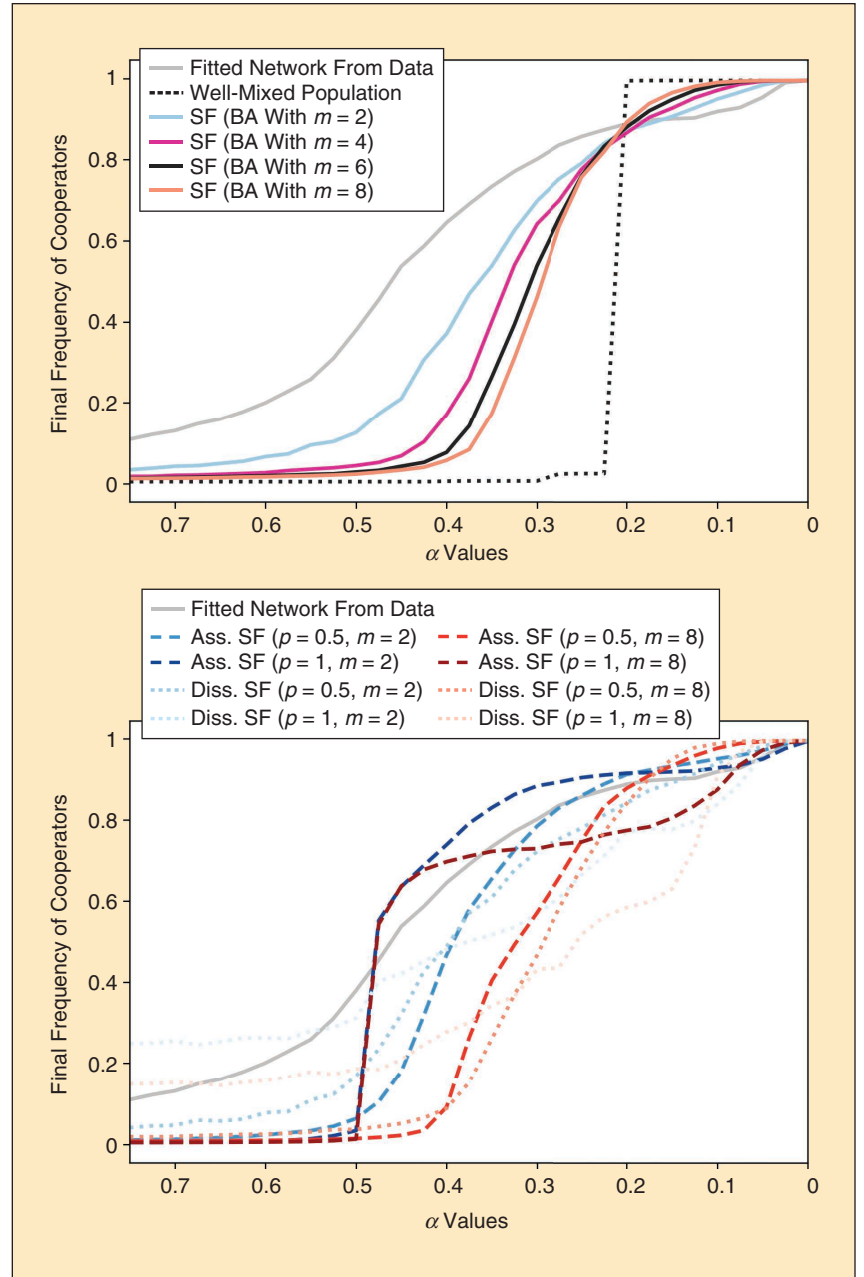 Fitted Network From Data
Well-Mixed Population
SF (BA With m = 2)
SF (BA With m = 4)
SF (BA With m = 6)
SF (BA With m = 8)
Final Frequency of Cooperators
1
0.8
0.6
0.4
0.2
0
0.7 0.6 0.5 0.4 0.3 0.2 0.1 0
α Values
Fitted Network From Data
Ass. SF (p = 0.5, m = 2) Ass. SF (p = 0.5, m = 8)
Ass. SF (p = 1, m = 2) Ass. SF (p = 1, m = 8)
Diss. SF (p = 0.5, m = 2) Diss. SF (p = 0.5, m = 8)
Diss. SF (p = 1, m = 2) Diss. SF (p = 1, m = 8)
Final Frequency of Cooperators
1
0.8
0.6
0.4
0.2
0
0.7 0.6 0.5 0.4 0.3 0.2 0.1 0
α Values